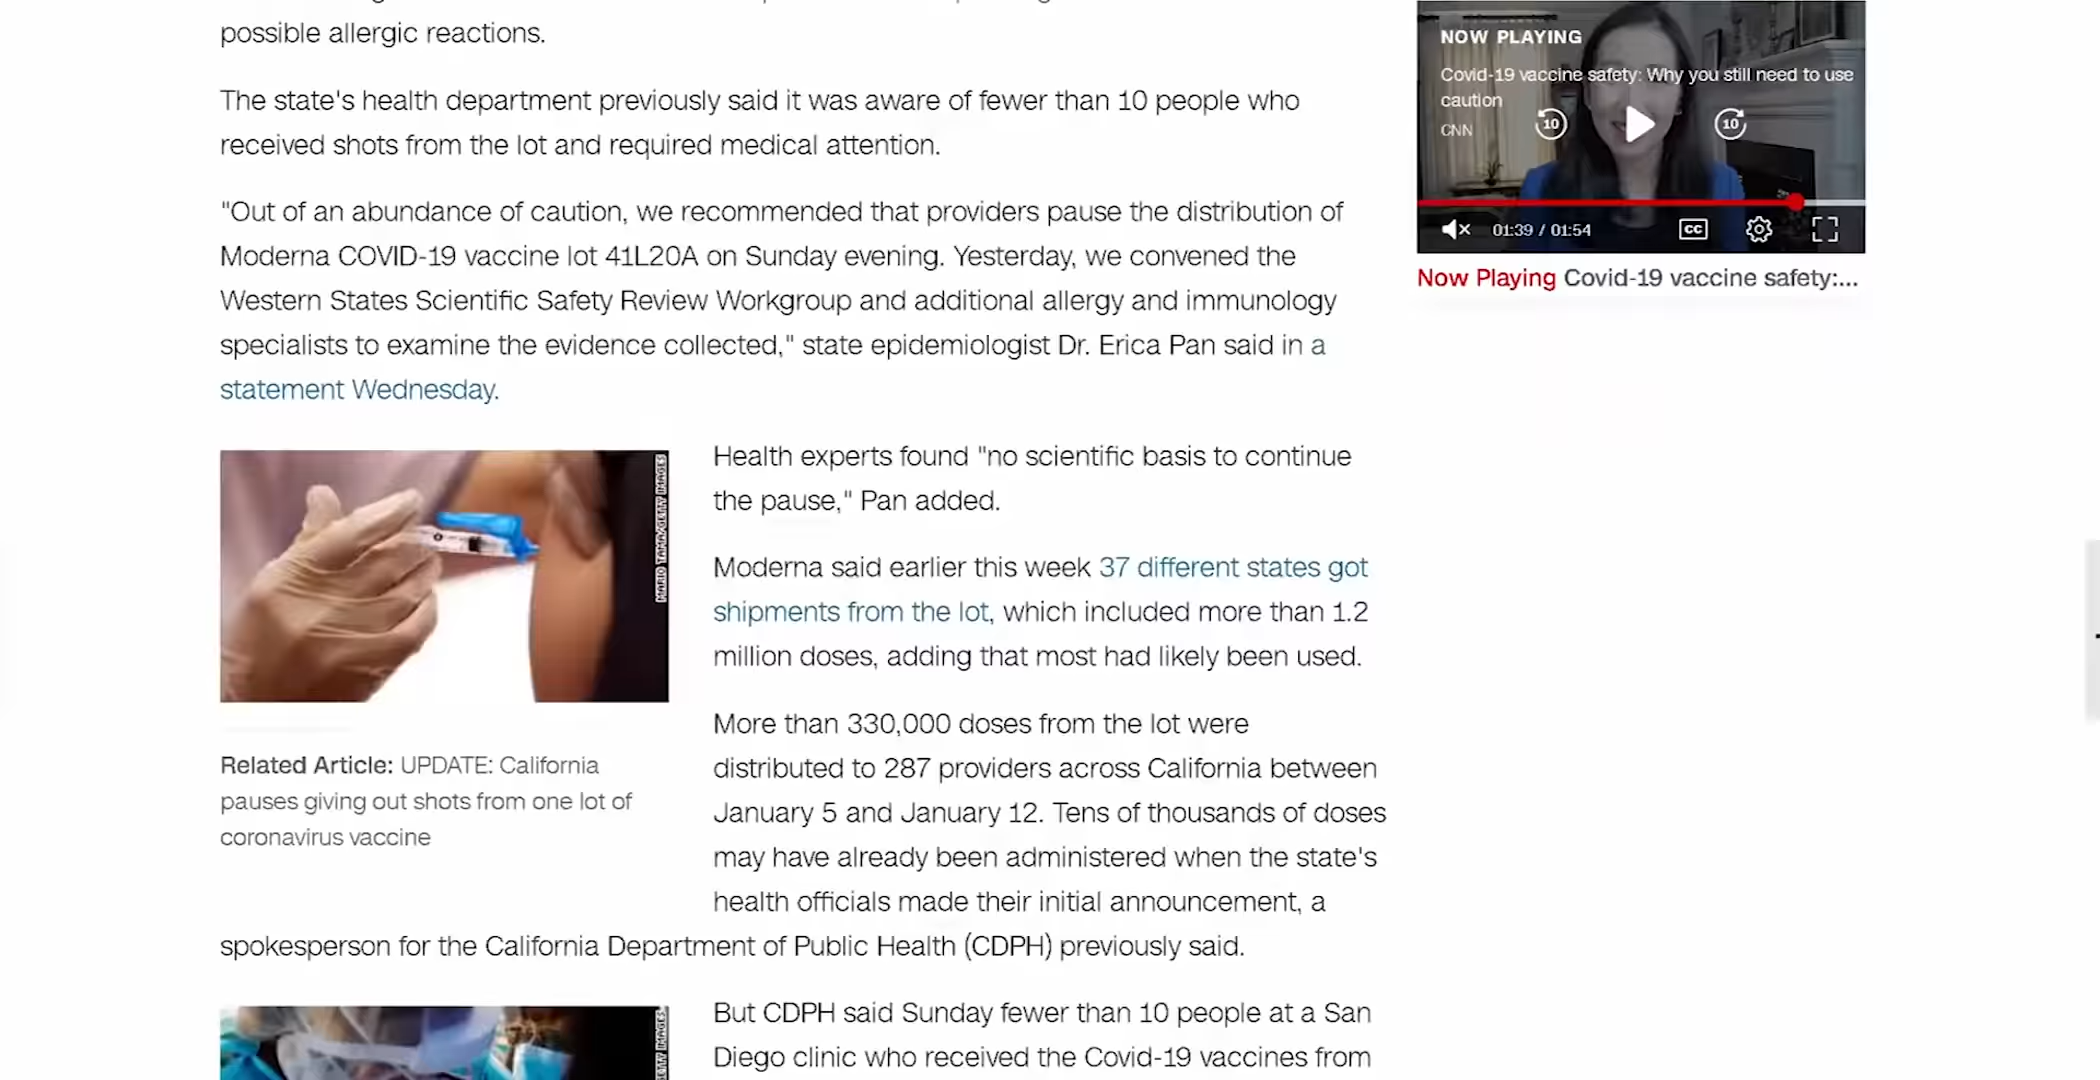 possible allergic reactions.
The state's health department previously said it was aware of fewer than 10 people who
received shots from the lot and required medical attention.
"Out of an abundance of caution, we recommended that providers pause the distribution of
Moderna COVID-19 vaccine lot 41L20A on Sunday evening. Yesterday, we convened the
Western States Scientific Safety Review Workgroup and additional allergy and immunology
specialists to examine the evidence collected," state epidemiologist Dr. Erica Pan said in a
statement Wednesday.
MARIO TAMA/GETTY IMAGES
Related Article: UPDATE: California
pauses giving out shots from one lot of
coronavirus vaccine
Health experts found "no scientific basis to continue
the pause," Pan added.
Moderna said earlier this week 37 different states got
shipments from the lot, which included more than 1.2
million doses, adding that most had likely been used.
More than 330,000 doses from the lot were
distributed to 287 providers across California between
January 5 and January 12. Tens of thousands of doses
may have already been administered when the state's
health officials made their initial announcement, a
spokesperson for the California Department of Public Health (CDPH) previously said.
GETTY IMAGES
But CDPH said Sunday fewer than 10 people at a San
Diego clinic who received the Covid-19 vaccines from
NOW PLAYING
Covid-19 vaccine safety: Why you still need to use
caution
CNN
10
10
01:39 / 01:54
CC
Now Playing Covid-19 vaccine safety:...